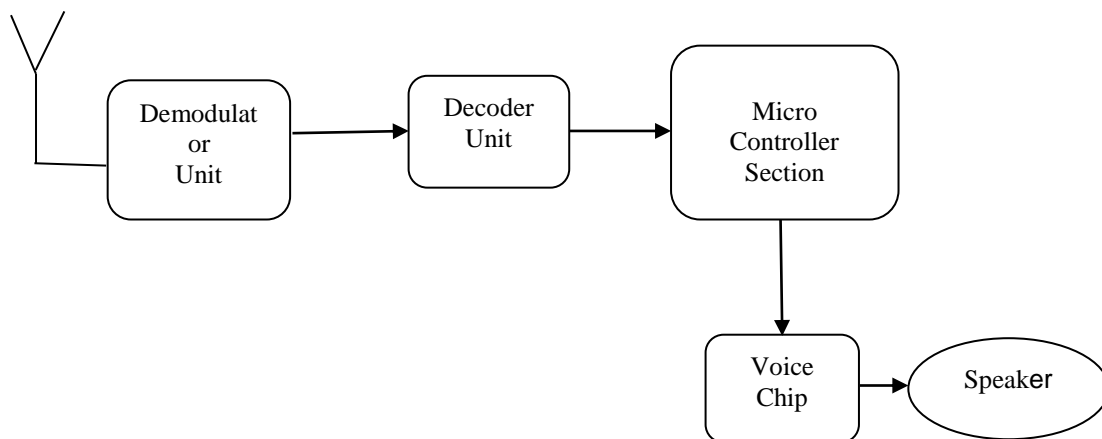 Demodulat
or
Unit
Decoder
Unit
Micro
Controller
Section
Voice
Chip
Speaker